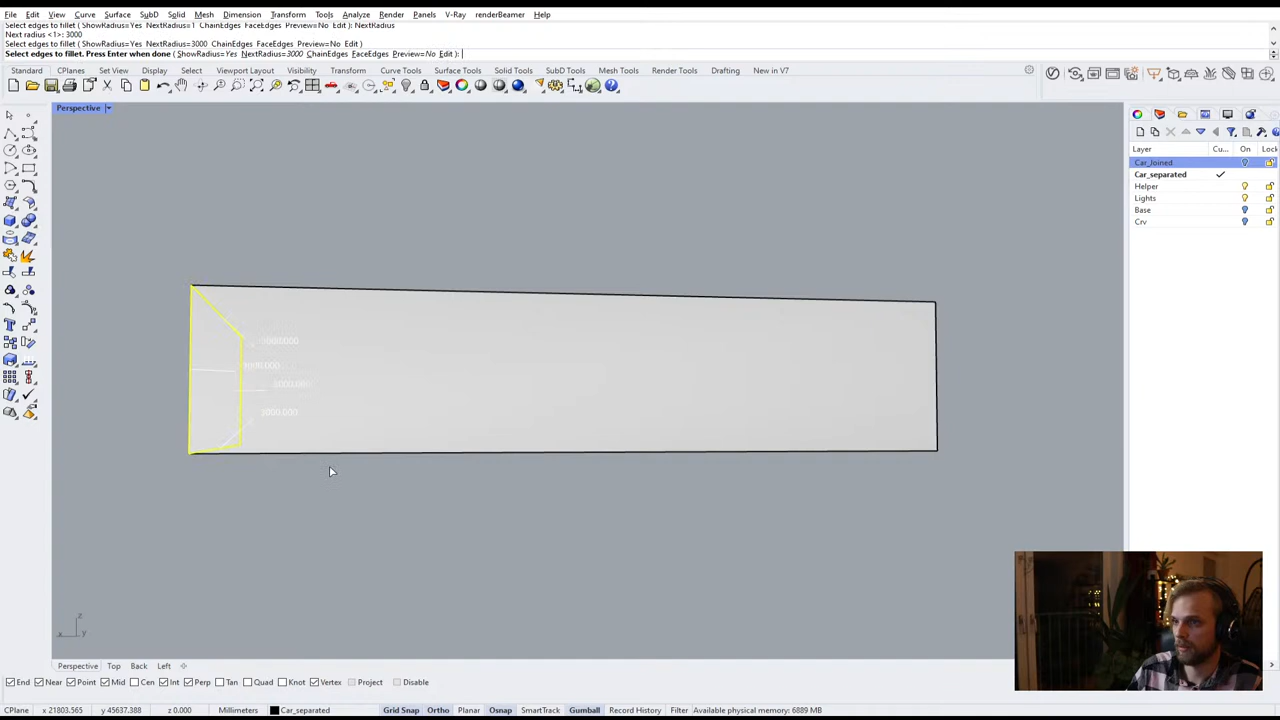 File Edit View Curve Surface SubD Solid Mesh Dimension Transform Tools Analyze Render Panels V-Ray renderBeamer Help
Select edges to fillet ( ShowRadius=Yes NextRadius=1 ChainEdges FaceEdges Preview=No Edit ): NextRadius
Next radius <1>: 3000
Select edges to fillet ( ShowRadius=Yes NextRadius=3000 ChainEdges FaceEdges Preview=No Edit )
Select edges to fillet. Press Enter when done ( ShowRadius=Yes NextRadius=3000 ChainEdges FaceEdges Preview=No Edit ):
Standard CPlanes Set View Display Select Viewport Layout Visibility Transform Curve Tools Surface Tools Solid Tools SubD Tools Mesh Tools Render Tools Drafting New in V7
Perspective
Layer Cu... On Lock
Car_Joined
Car_separated
Helper
Lights
Base
Crv
z
x y
Perspective Top Back Left
End Near Point Mid Cen Int Perp Tan Quad Knot Vertex Project Disable
CPlane x 21803.565 y 45637.388 z 0.000 Millimeters Car_separated Grid Snap Ortho Planar Osnap SmartTrack Gumball Record History Filter Available physical memory: 6889 MB